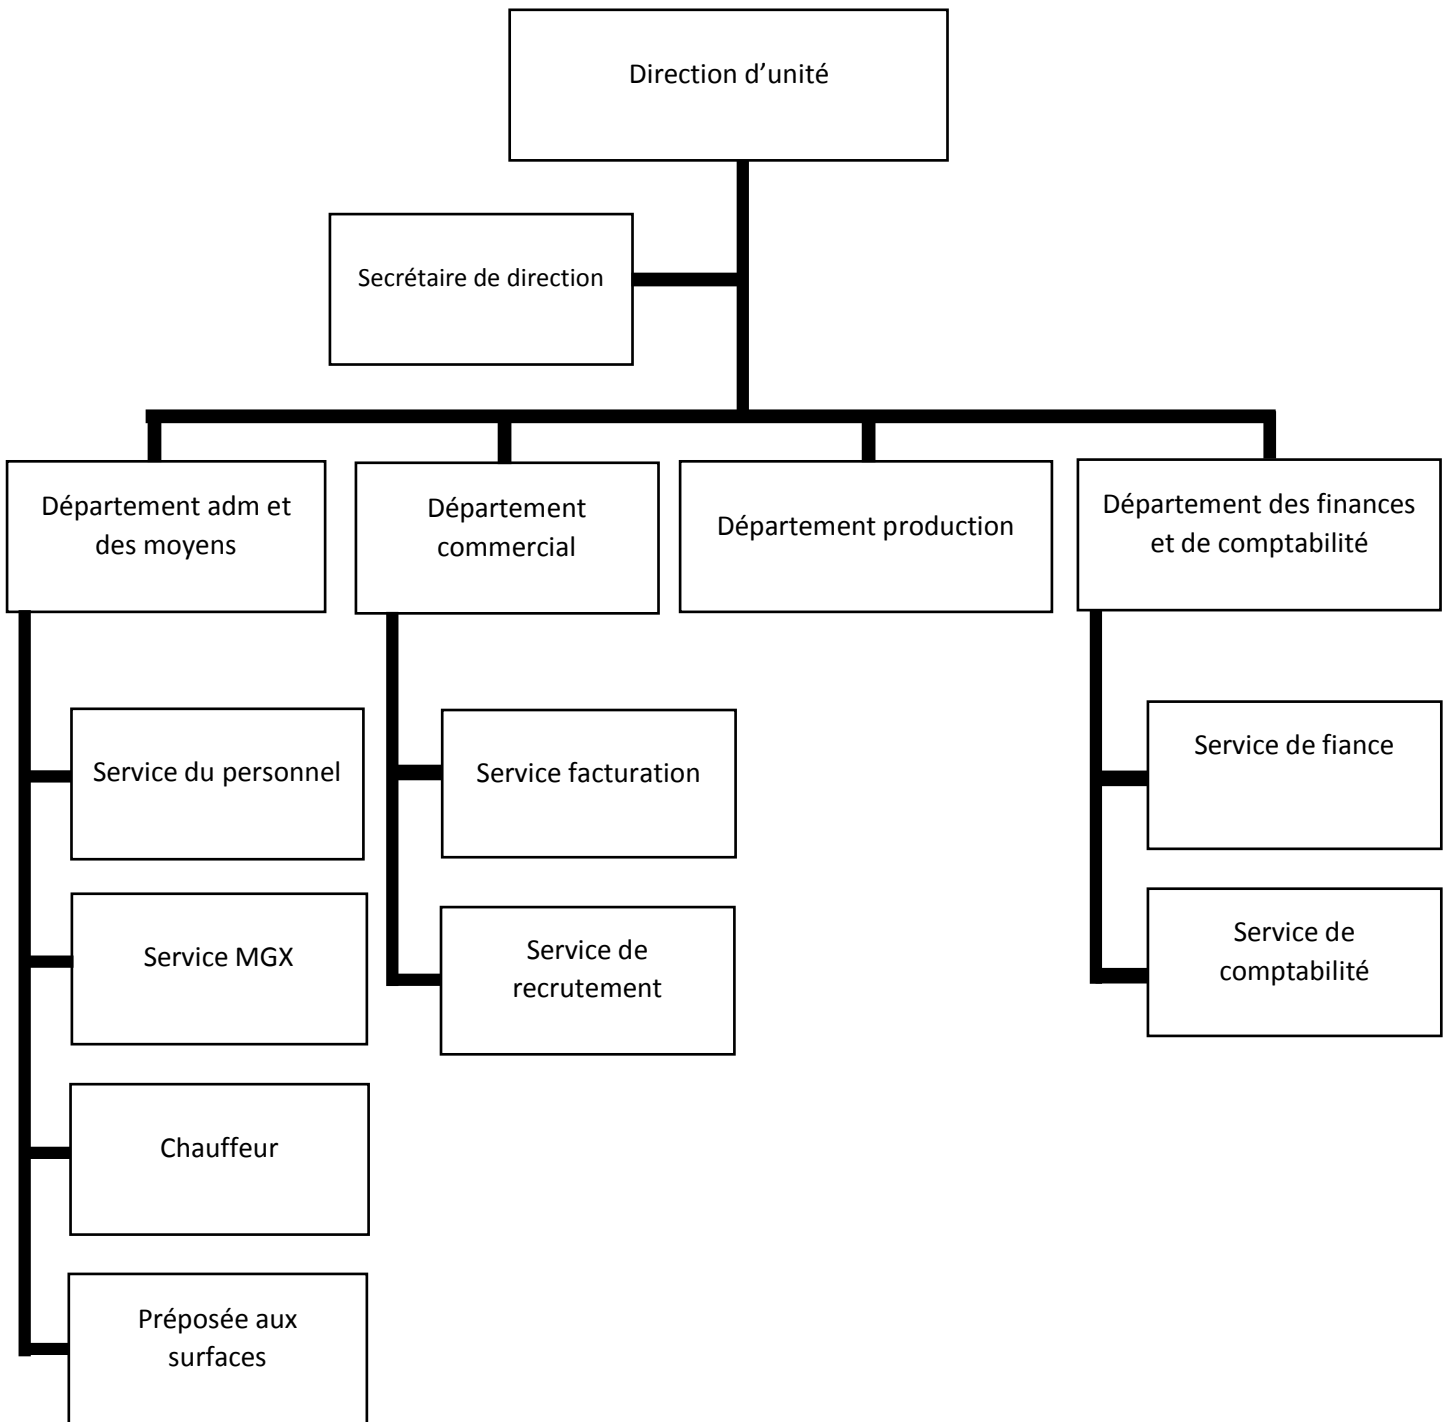 Direction d’unité
Secrétaire de direction
Département adm et
des moyens
Département
commercial
Département production
Département des finances
et de comptabilité
Service du personnel
Service facturation
Service de fiance
Service MGX
Service de
recrutement
Service de
comptabilité
Chauffeur
Préposée aux
surfaces